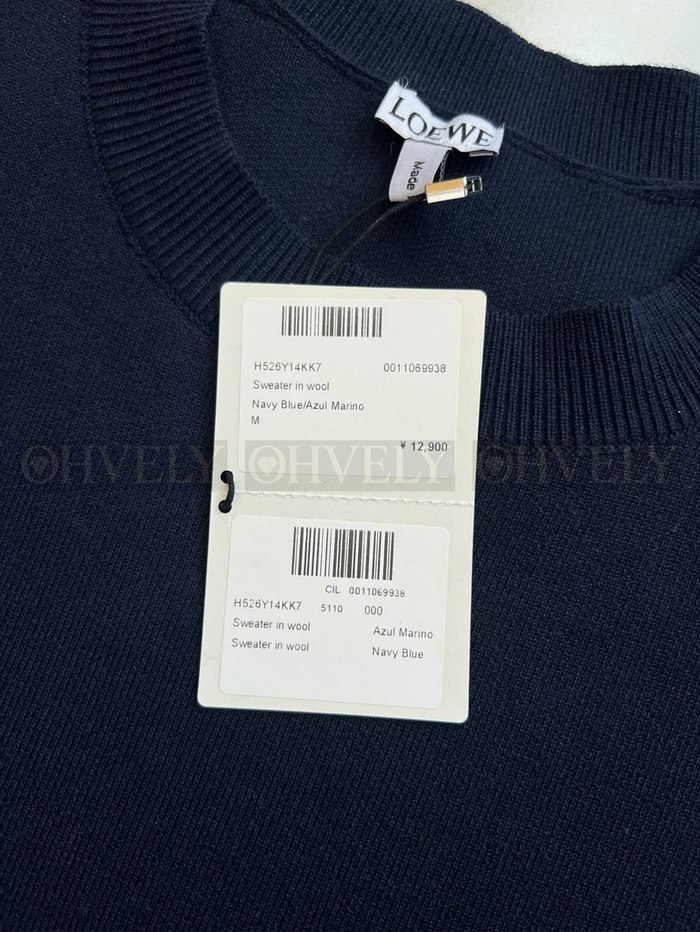 LOEWE
Made
H526Y14KK7 0011069938
Sweater in wool
Navy Blue/Azul Marino
M
¥ 12,900
OHVELY OHVELY OHVELY
CIL 0011069938
H526Y14KK7 5110 000
Sweater in wool Azul Marino
Sweater in wool Navy Blue